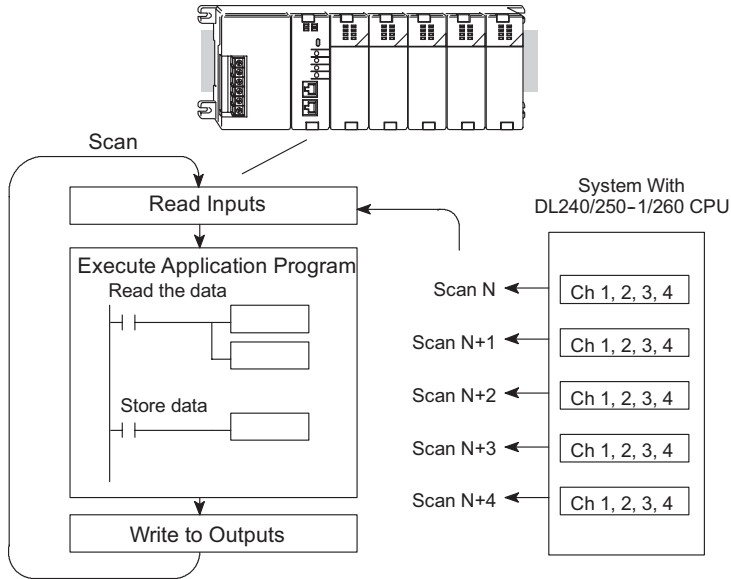 Scan
Read Inputs
Execute Application Program
Read the data
Store data
Write to Outputs
System With
DL240/250-1/260 CPU
Scan N
Ch 1, 2, 3, 4
Scan N+1
Ch 1, 2, 3, 4
Scan N+2
Ch 1, 2, 3, 4
Scan N+3
Ch 1, 2, 3, 4
Scan N+4
Ch 1, 2, 3, 4